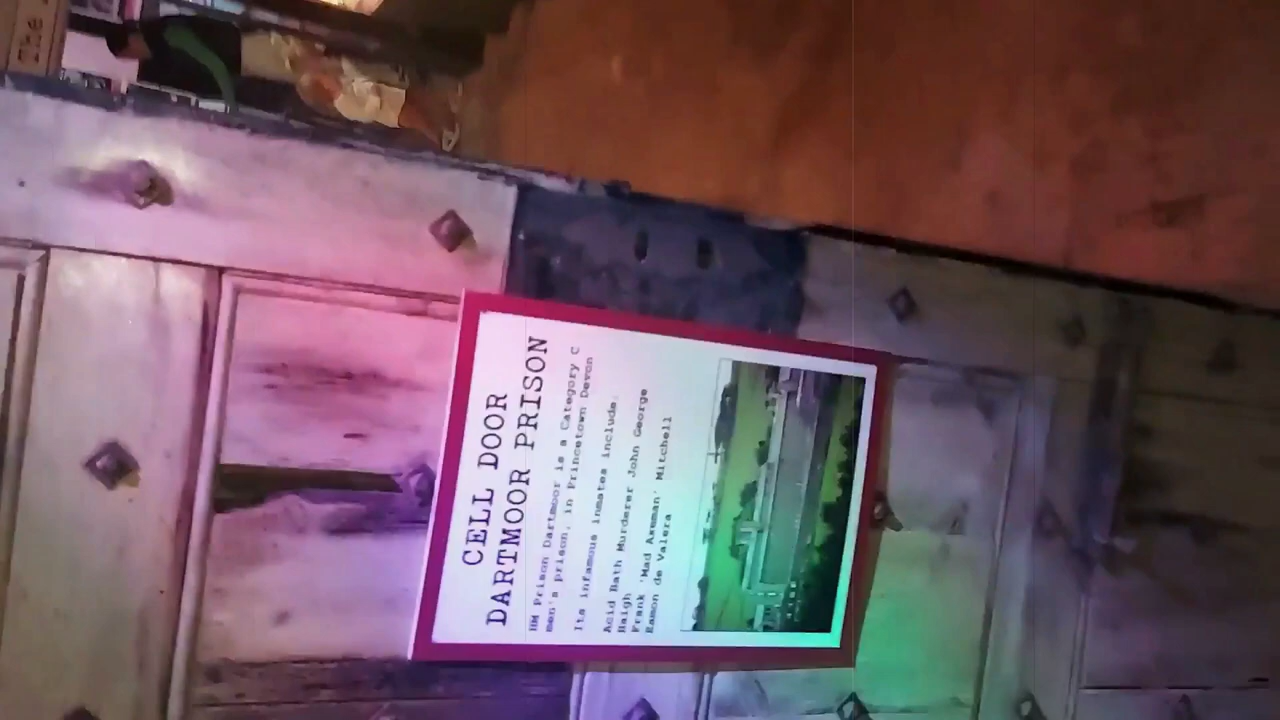 The
CELL DOOR
DARTMOOR PRISON
HM Prison Dartmoor is a Category C
men's prison, in Princetown Devon
Its infamous inmates include:
Acid Bath Murderer John George
Haigh
Frank 'Mad Axeman' Mitchell
Eamon de Valera